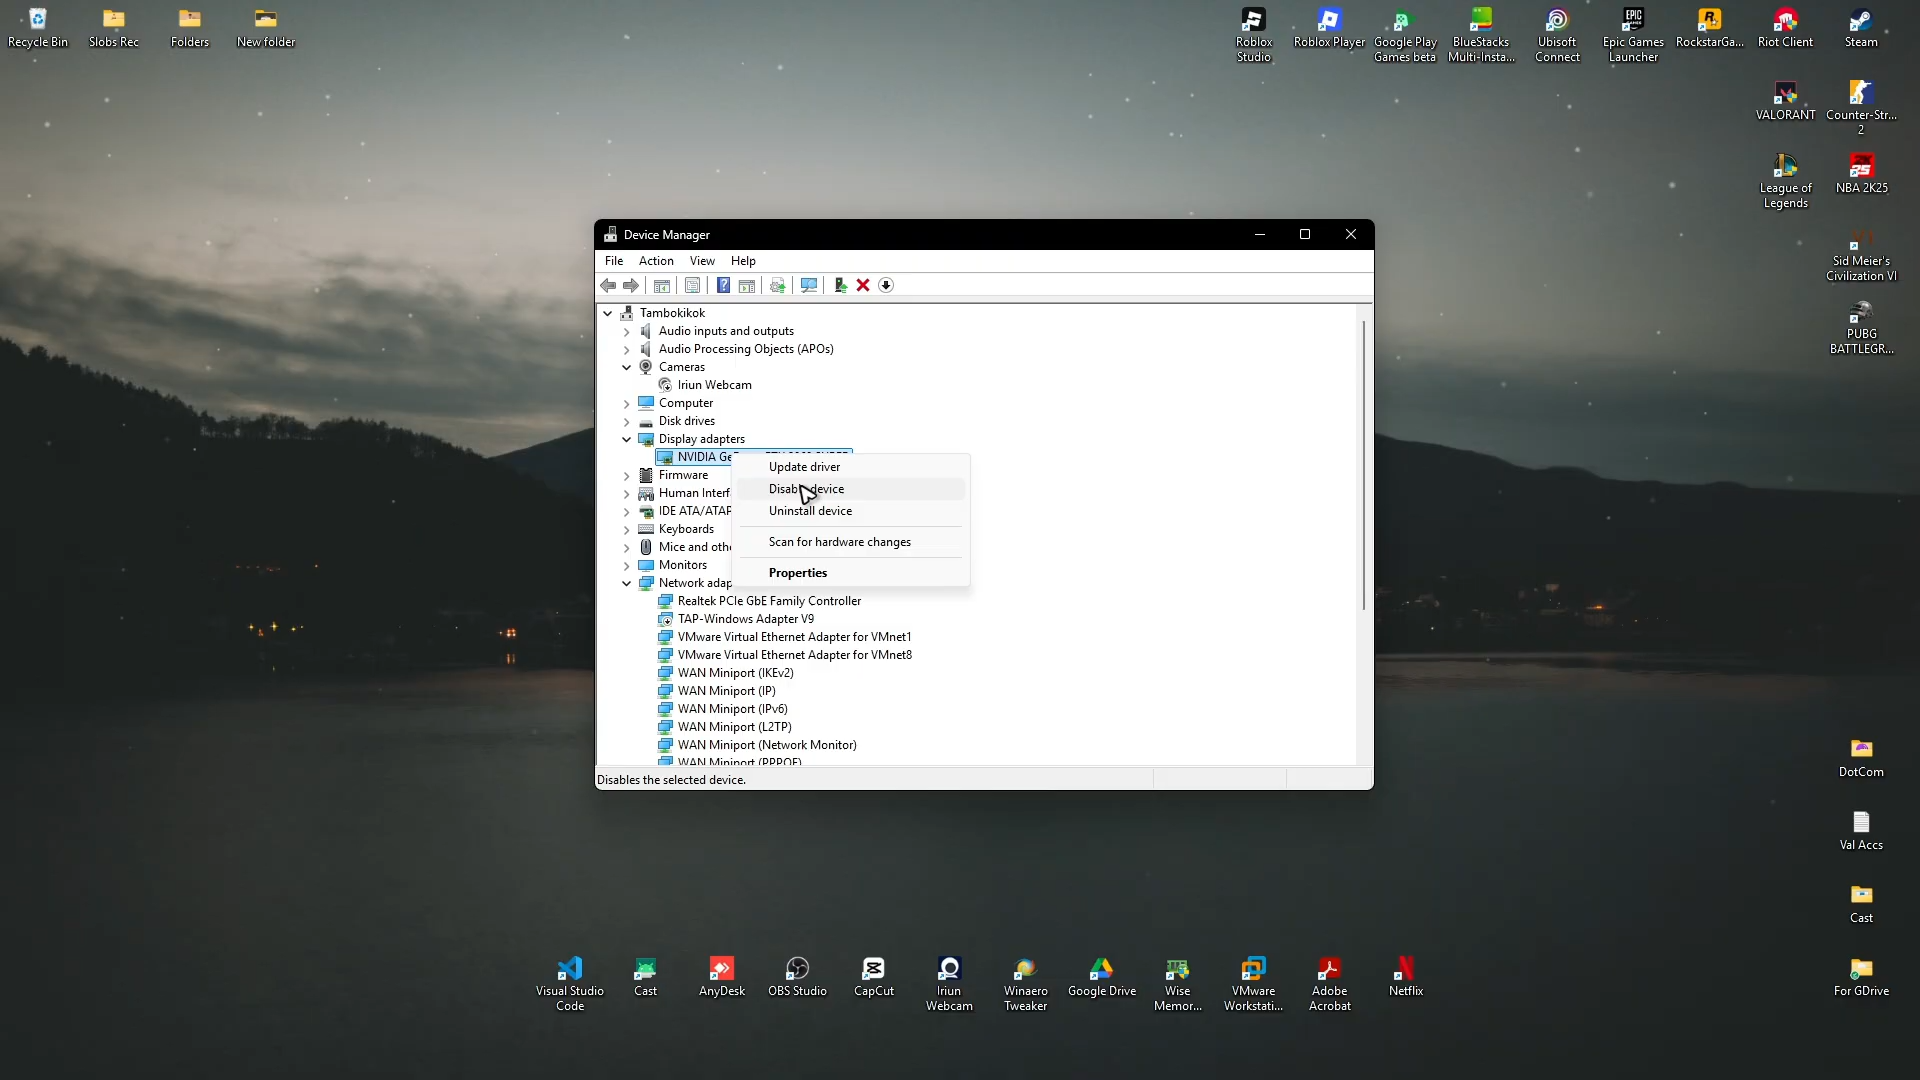 Recycle Bin
Slobs Rec
Folders
New folder
Roblox
Studio
Roblox Player
Google Play
Games beta
BlueStacks
Multi-Insta...
Ubisoft
Connect
Epic Games
Launcher
RockstarGa...
Riot Client
Steam
VALORANT
Counter-Str...
2
League of
Legends
NBA 2K25
Sid Meier's
Civilization VI
PUBG
BATTLEGR...
Device Manager
File
Action
View
Help
Tambokikok
Audio inputs and outputs
Audio Processing Objects (APOs)
Cameras
Iriun Webcam
Computer
Disk drives
Display adapters
NVIDIA Ge
Firmware
Human Interf
IDE ATA/ATAP
Keyboards
Mice and othe
Monitors
Network adap
Update driver
Disable device
Uninstall device
Scan for hardware changes
Properties
Realtek PCIe GbE Family Controller
TAP-Windows Adapter V9
VMware Virtual Ethernet Adapter for VMnet1
VMware Virtual Ethernet Adapter for VMnet8
WAN Miniport (IKEv2)
WAN Miniport (IP)
WAN Miniport (IPv6)
WAN Miniport (L2TP)
WAN Miniport (Network Monitor)
WAN Miniport (PPPOE)
Disables the selected device.
DotCom
Val Accs
Cast
For GDrive
Visual Studio
Code
Cast
AnyDesk
OBS Studio
CapCut
Iriun
Webcam
Winaero
Tweaker
Google Drive
Wise
Memor...
VMware
Workstati...
Adobe
Acrobat
Netflix